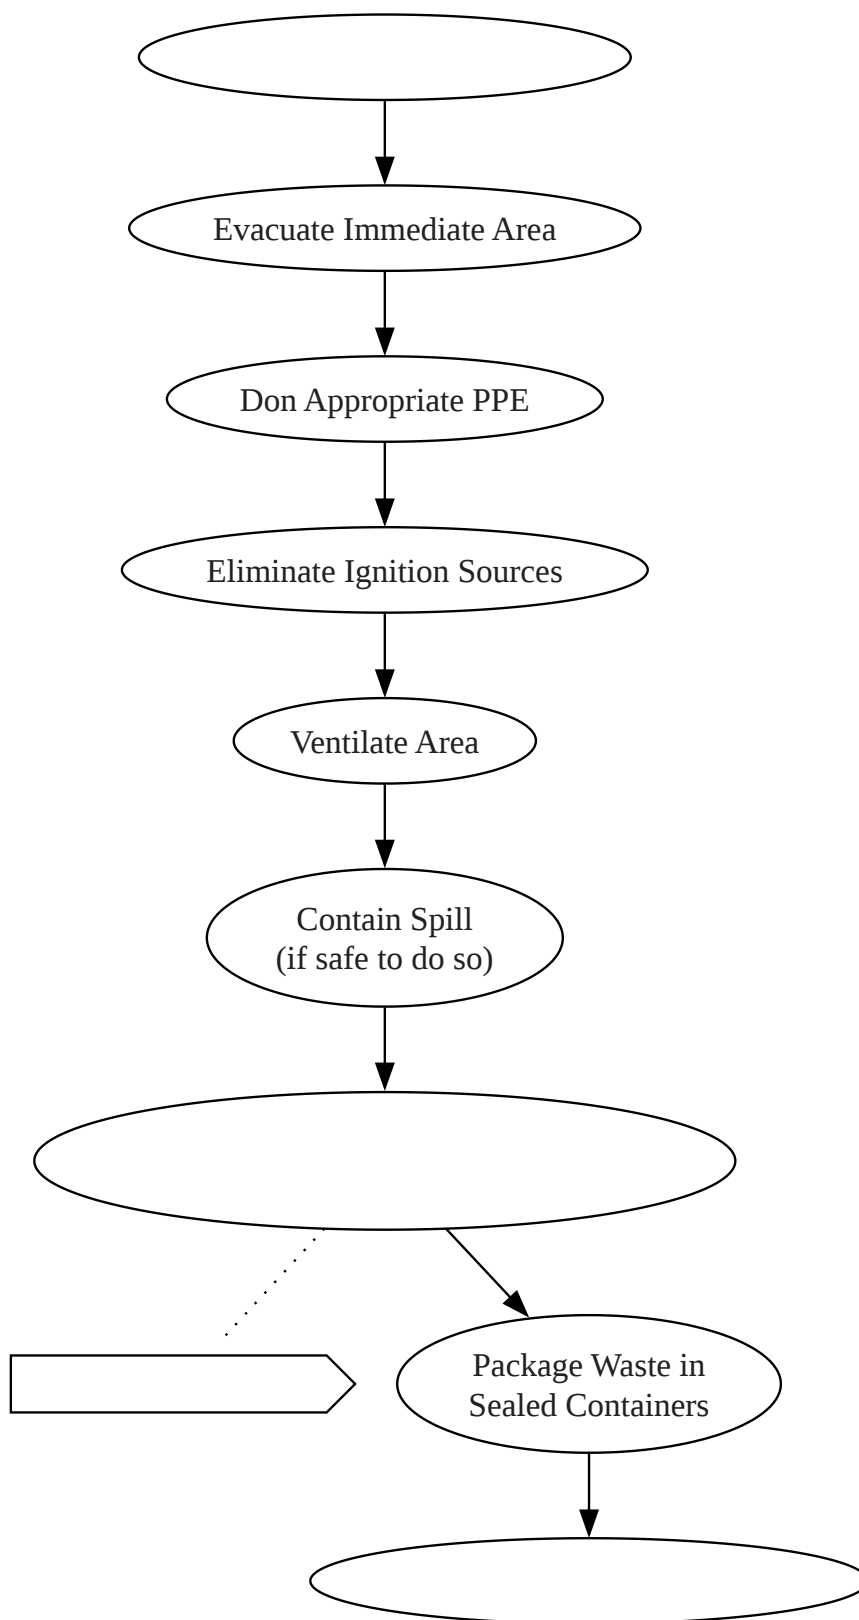 Evacuate Immediate Area
Don Appropriate PPE
Eliminate Ignition Sources
Ventilate Area
Contain Spill
(if safe to do so)
Package Waste in
Sealed Containers